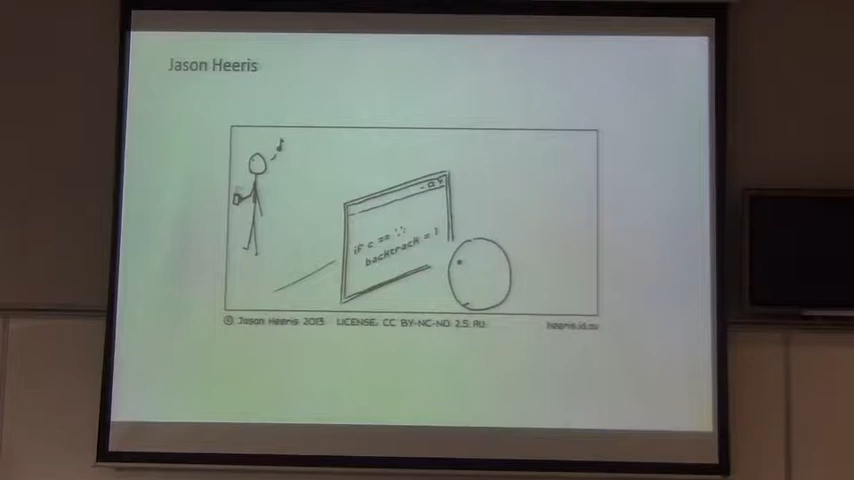 Jason Heeris
if c == ':':
backtrack = 1
© Jason Heeris 2013 LICENSE: CC BY-NC-ND 2.5 AU heeris.id.au